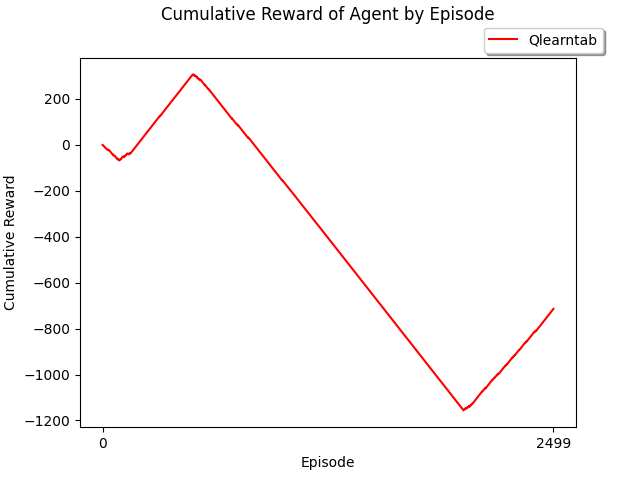 Cumulative Reward of Agent by Episode
Qlearntab
200
0
−200
−400
−600
−800
−1000
−1200
Cumulative Reward
0
2499
Episode